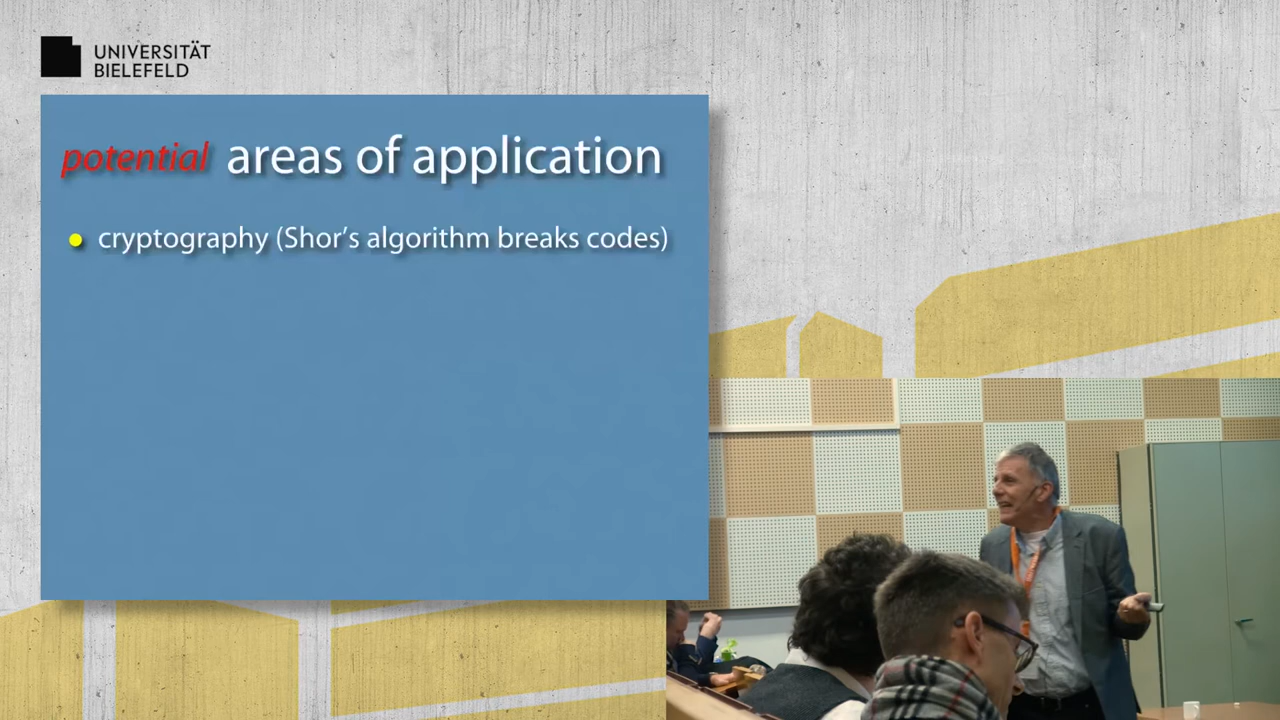 UNIVERSITÄT
BIELEFELD
potential areas of application
cryptography (Shor's algorithm breaks codes)